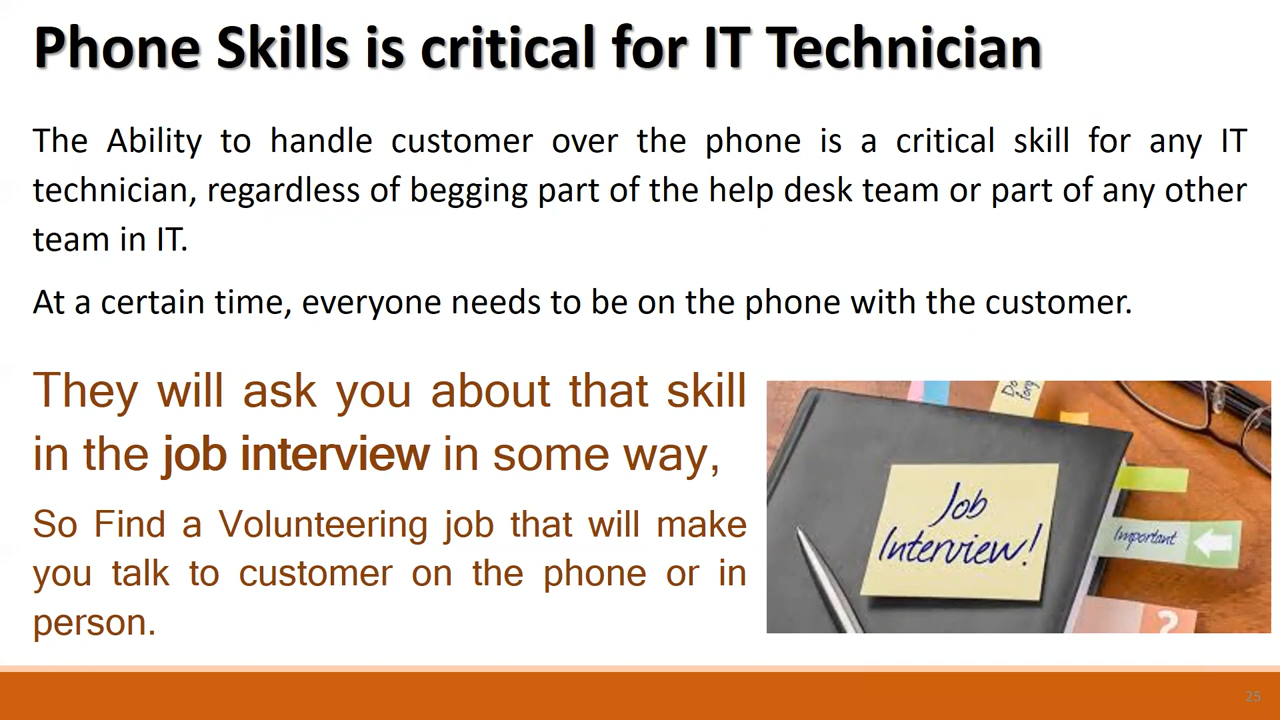 Phone Skills is critical for IT Technician
The Ability to handle customer over the phone is a critical skill for any IT
technician, regardless of begging part of the help desk team or part of any other
team in IT.
At a certain time, everyone needs to be on the phone with the customer.
They will ask you about that skill
in the job interview in some way,
So Find a Volunteering job that will make
you talk to customer on the phone or in
person.
Job
Interview!
Important
?
25